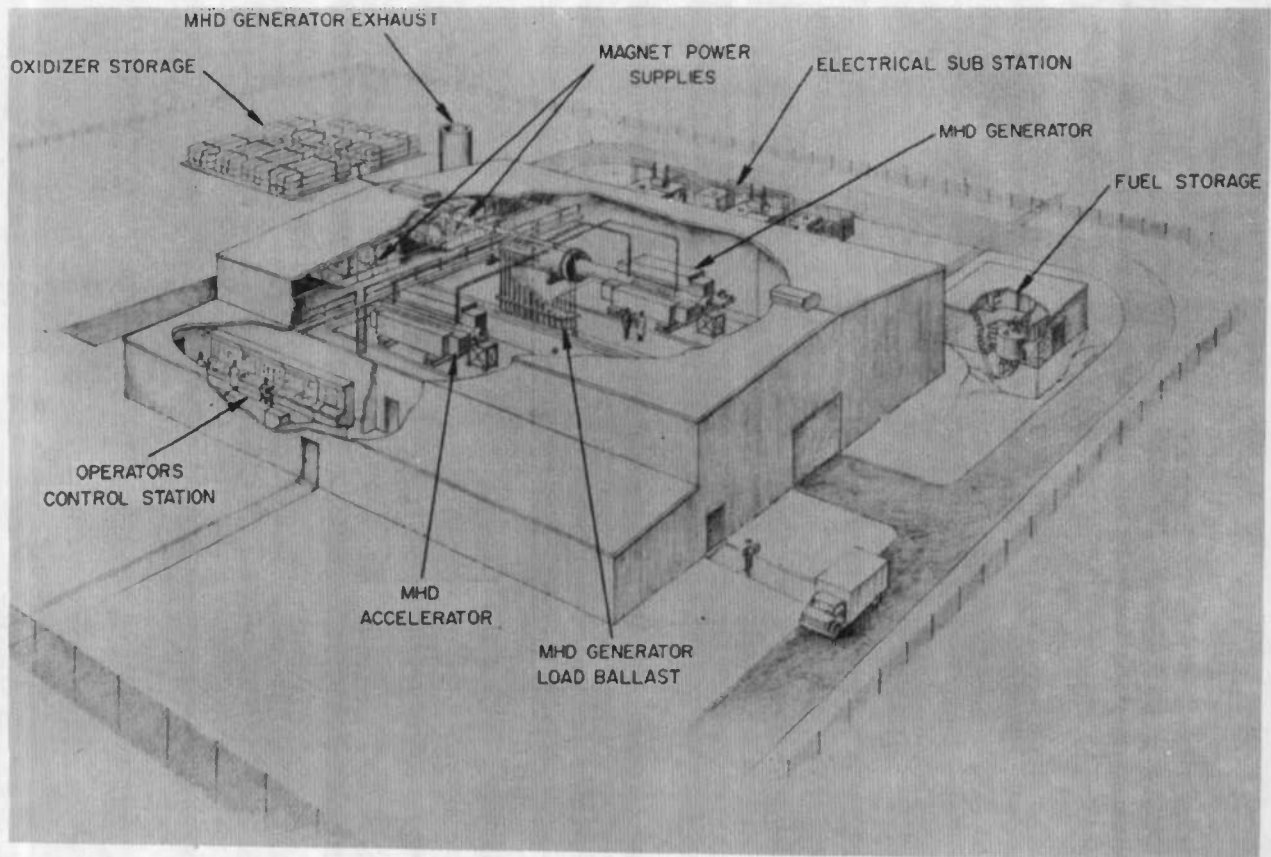 MHD GENERATOR EXHAUST
OXIDIZER STORAGE
MAGNET POWER
SUPPLIES
ELECTRICAL SUB STATION
MHD GENERATOR
FUEL STORAGE
OPERATORS
CONTROL STATION
MHD
ACCELERATOR
MHD GENERATOR
LOAD BALLAST